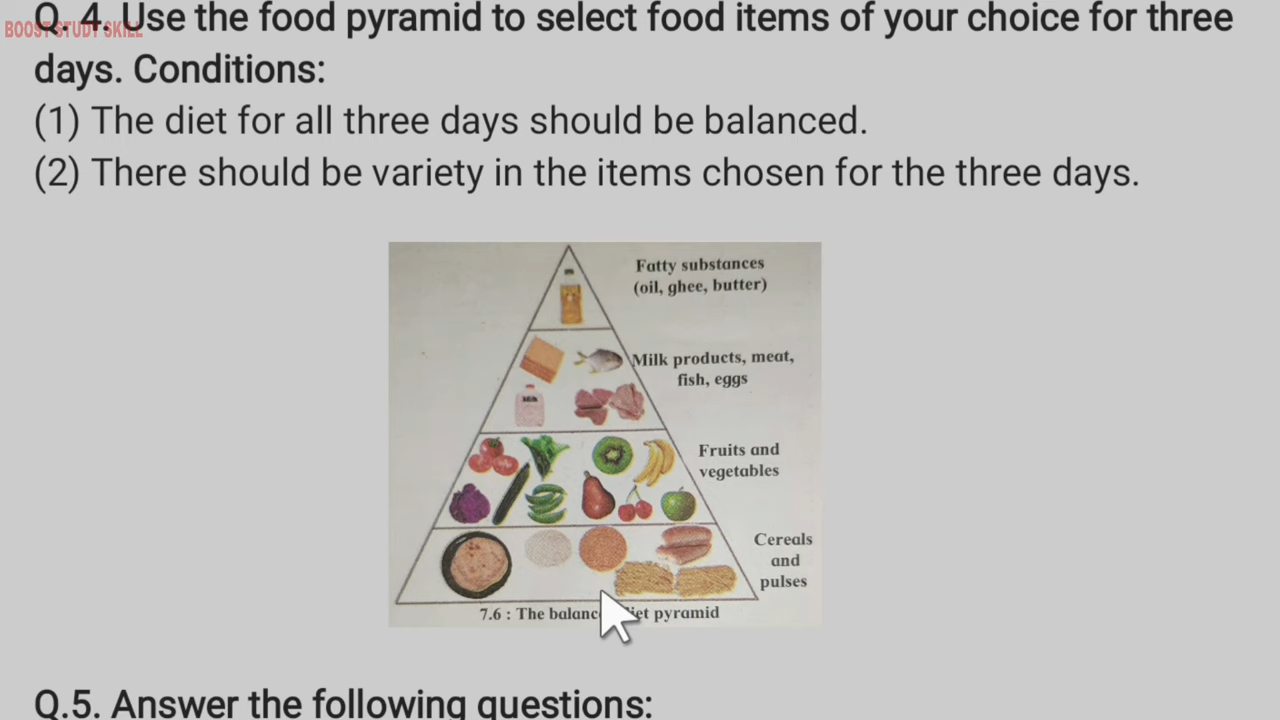 Q. 4. Use the food pyramid to select food items of your choice for three
BOOST STUDY SKILL
days. Conditions:
(1) The diet for all three days should be balanced.
(2) There should be variety in the items chosen for the three days.
Fatty substances
(oil, ghee, butter)
Milk products, meat,
fish, eggs
Fruits and
vegetables
Cereals
and
pulses
7.6 : The balanc iet pyramid
Q.5. Answer the following questions: